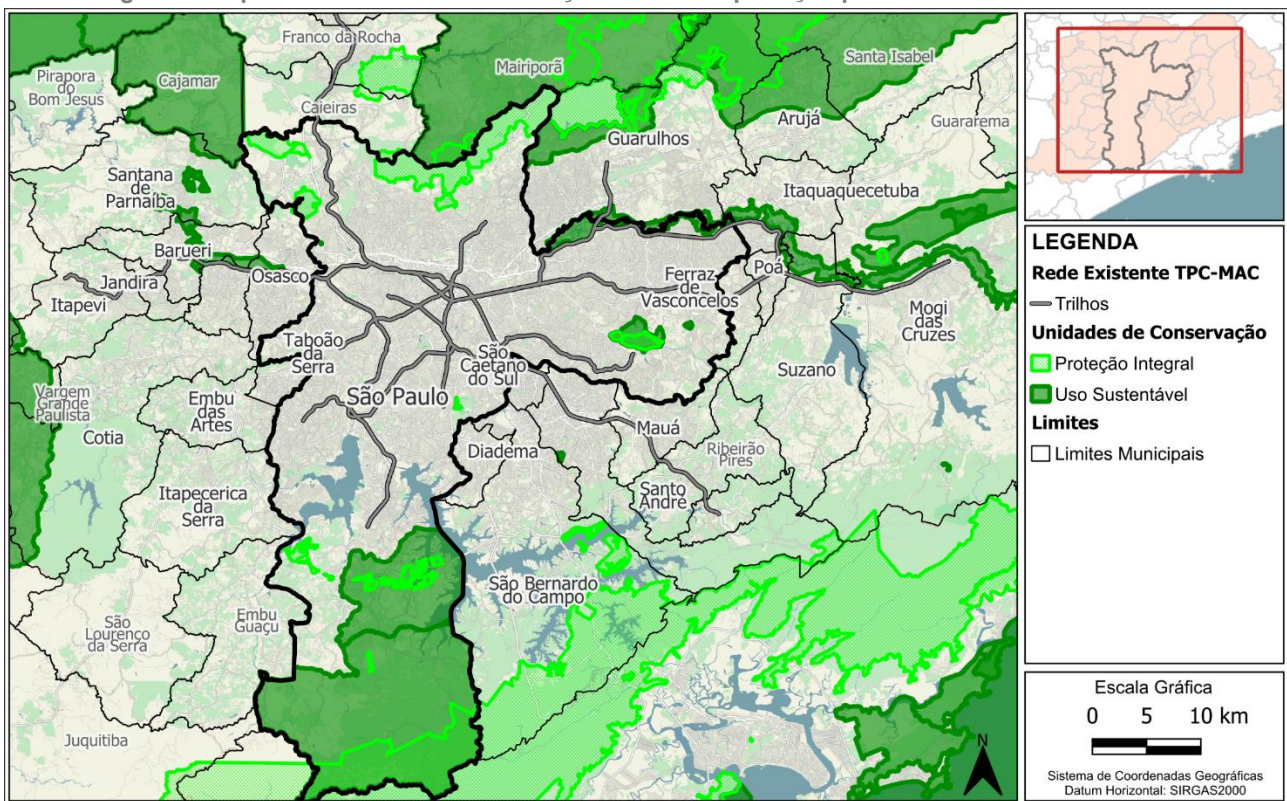 Franco da Rocha
Mairiporã
Santa Isabel
Pirapora
do
Bom Jesus
Cajamar
Caieiras
Guarulhos
Arujá
Guararema
Santana
de
Parnaíba
Itaquaquecetuba
Barueri
Osasco
Jandira
Itapevi
Poá
Ferraz
de
Vasconcelos
Mogi
das
Cruzes
Taboão
da
Serra
São
Caetano
do Sul
Suzano
Vargem
Grande
Paulista
Embu
das
Artes
São Paulo
Cotia
Mauá
Diadema
Ribeirão
Pires
Itapecerica
da
Serra
Santo
André
São Bernardo
do Campo
São
Lourenço
da Serra
Embu
Guaçu
Juquitiba
LEGENDA
Rede Existente TPC-MAC
Trilhos
Unidades de Conservação
Proteção Integral
Uso Sustentável
Limites
Limites Municipais
Escala Gráfica
0 5 10 km
N
Sistema de Coordenadas Geográficas
Datum Horizontal: SIRGAS2000